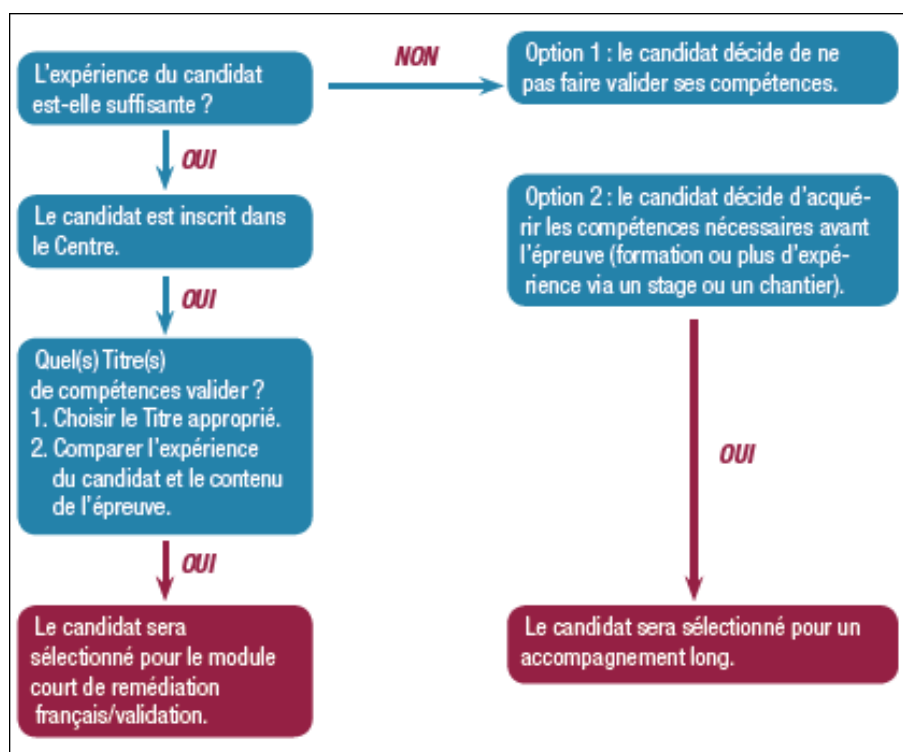 L'expérience du candidat
est-elle suffisante ?
NON
Option 1 : le candidat décide de ne
pas faire valider ses compétences.
OUI
Le candidat est inscrit dans
le Centre.
Option 2 : le candidat décide d'acqué-
rir les compétences nécessaires avant
l'épreuve (formation ou plus d'expé-
rience via un stage ou un chantier).
OUI
Quel(s) Titre(s)
de compétences valider ?
1. Choisir le Titre approprié.
2. Comparer l'expérience
du candidat et le contenu
de l'épreuve.
OUI
OUI
Le candidat sera
sélectionné pour le module
court de remédiation
français/validation.
Le candidat sera sélectionné pour un
accompagnement long.